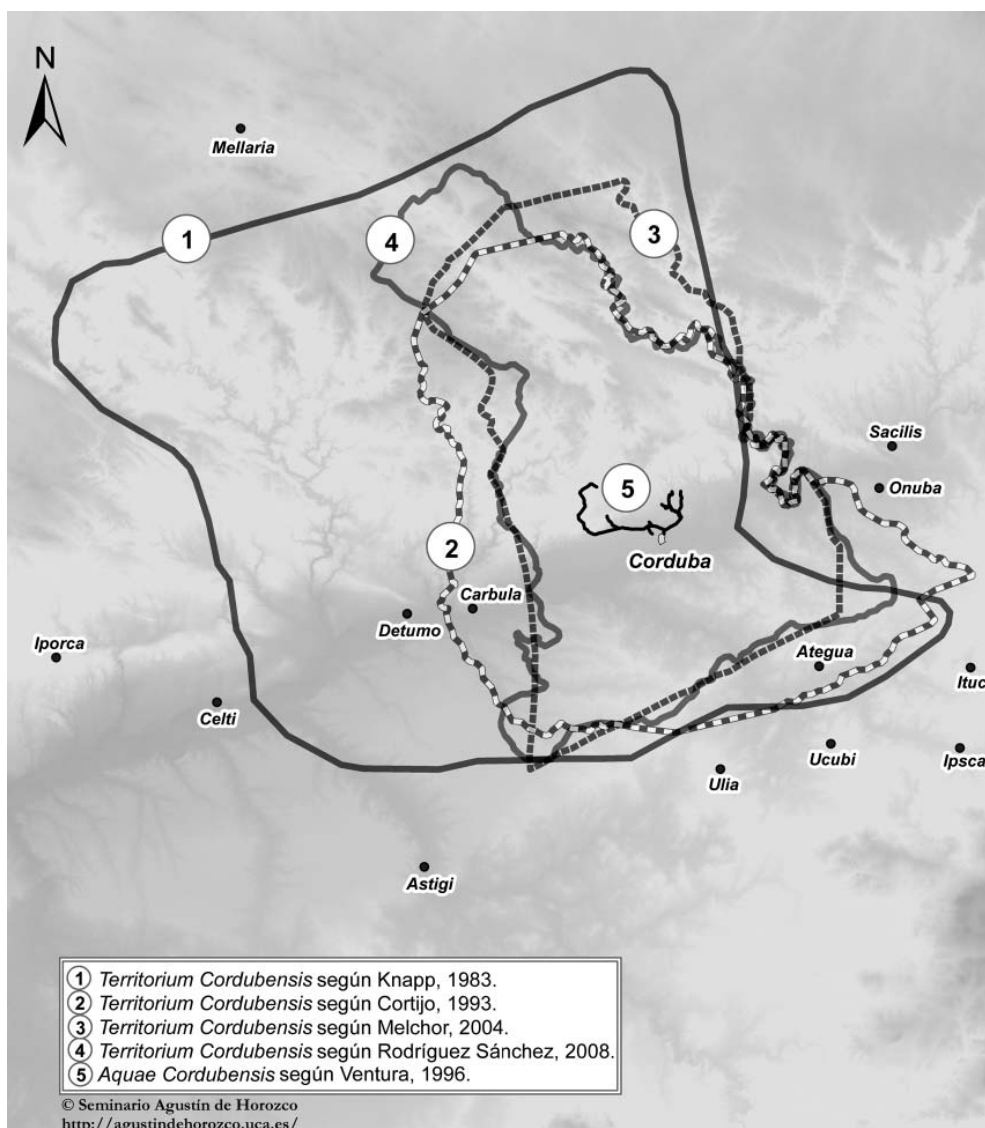 N
Mellaria
1
4
3
Sacilis
5
Onuba
2
Corduba
Carbula
Detumo
Iporca
Ategua
Ituc
Celti
Ucubi
Ipsca
Ulia
Astigi
1 Territorium Cordubensis según Knapp, 1983.
2 Territorium Cordubensis según Cortijo, 1993.
3 Territorium Cordubensis según Melchor, 2004.
4 Territorium Cordubensis según Rodríguez Sánchez, 2008.
5 Aquae Cordubensis según Ventura, 1996.
© Seminario Agustín de Horozco
http://agustindehorozco.uca.es/